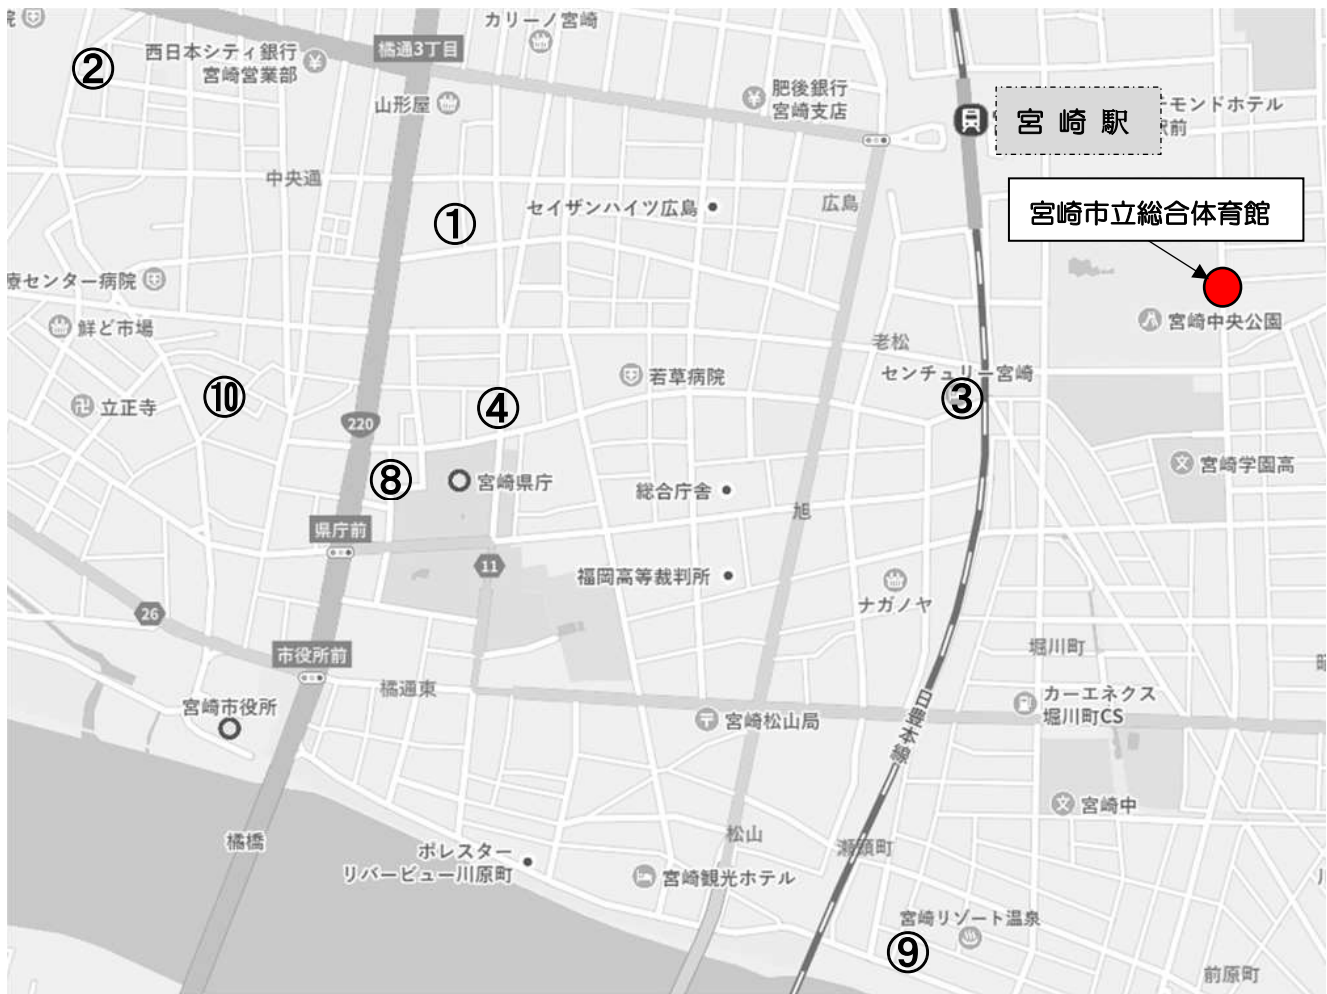 院
カリーノ宮崎
②
西日本シティ銀行
宮崎営業部
橘通3丁目
山形屋
肥後銀行
宮崎支店
宮崎駅
モンドホテル
駅前
中央通
①
セイザンハイツ広島
広島
宮崎市立総合体育館
療センター病院
鮮ど市場
宮崎中央公園
老松
若草病院
センチュリー宮崎
③
⑩
立正寺
④
220
⑧
宮崎県庁
総合庁舎
宮崎学園高
旭
県庁前
11
福岡高等裁判所
ナガノヤ
26
市役所前
堀川町
橘通東
宮崎市役所
宮崎松山局
カーエネクス
堀川町CS
日豊本線
宮崎中
橘橋
松山
瀬頭町
ポレスター
リバービュー川原町
宮崎観光ホテル
宮崎リゾート温泉
⑨
前原町